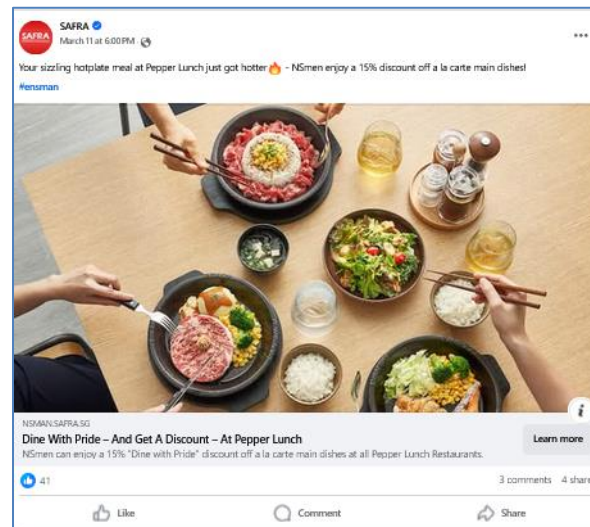 SAFRA
SAFRA
March 11 at 6:00 PM ·
Your sizzling hotplate meal at Pepper Lunch just got hotter🔥 - NSmen enjoy a 15% discount off a la carte main dishes!
#ensman
NSMAN.SAFRA.SG
Dine With Pride – And Get A Discount – At Pepper Lunch
NSmen can enjoy a 15% "Dine with Pride" discount off a la carte main dishes at all Pepper Lunch Restaurants.
Learn more
41
3 comments 4 share
Like Comment Share